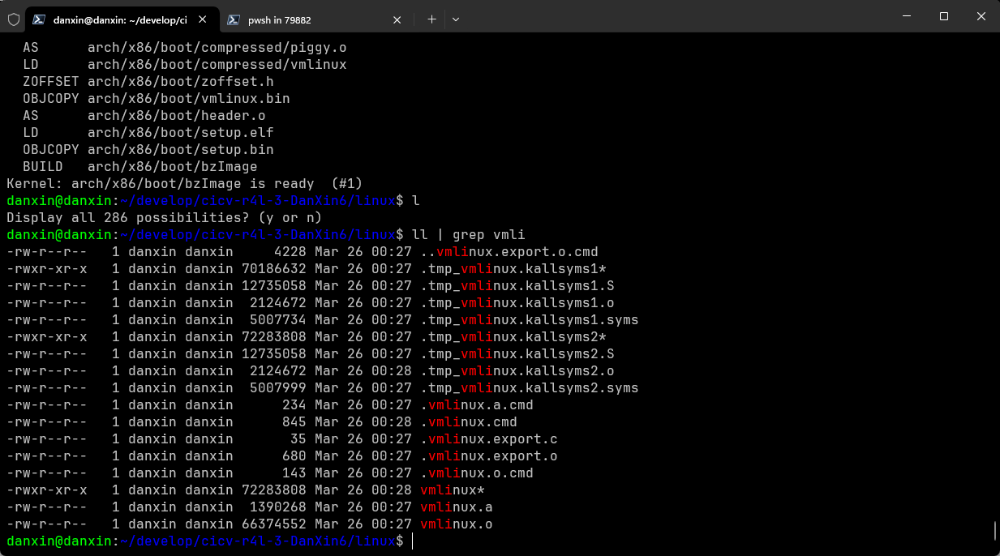 danxin@danxin: ~/develop/ci
pwsh in 79882
AS      arch/x86/boot/compressed/piggy.o
LD      arch/x86/boot/compressed/vmlinux
ZOFFSET arch/x86/boot/zoffset.h
OBJCOPY arch/x86/boot/vmlinux.bin
AS      arch/x86/boot/header.o
LD      arch/x86/boot/setup.elf
OBJCOPY arch/x86/boot/setup.bin
BUILD   arch/x86/boot/bzImage
Kernel: arch/x86/boot/bzImage is ready  (#1)
danxin@danxin:~/develop/cicv-r4l-3-DanXin6/linux$ l
Display all 286 possibilities? (y or n)
danxin@danxin:~/develop/cicv-r4l-3-DanXin6/linux$ ll | grep vmli
-rw-r--r--   1 danxin danxin     4228 Mar 26 00:27 ..vmlinux.export.o.cmd
-rwxr-xr-x   1 danxin danxin 70186632 Mar 26 00:27 .tmp_vmlinux.kallsyms1*
-rw-r--r--   1 danxin danxin 12735058 Mar 26 00:27 .tmp_vmlinux.kallsyms1.S
-rw-r--r--   1 danxin danxin  2124672 Mar 26 00:27 .tmp_vmlinux.kallsyms1.o
-rw-r--r--   1 danxin danxin  5007734 Mar 26 00:27 .tmp_vmlinux.kallsyms1.syms
-rwxr-xr-x   1 danxin danxin 72283808 Mar 26 00:27 .tmp_vmlinux.kallsyms2*
-rw-r--r--   1 danxin danxin 12735058 Mar 26 00:27 .tmp_vmlinux.kallsyms2.S
-rw-r--r--   1 danxin danxin  2124672 Mar 26 00:28 .tmp_vmlinux.kallsyms2.o
-rw-r--r--   1 danxin danxin  5007999 Mar 26 00:27 .tmp_vmlinux.kallsyms2.syms
-rw-r--r--   1 danxin danxin      234 Mar 26 00:27 .vmlinux.a.cmd
-rw-r--r--   1 danxin danxin      845 Mar 26 00:28 .vmlinux.cmd
-rw-r--r--   1 danxin danxin       35 Mar 26 00:27 .vmlinux.export.c
-rw-r--r--   1 danxin danxin      680 Mar 26 00:27 .vmlinux.export.o
-rw-r--r--   1 danxin danxin      143 Mar 26 00:27 .vmlinux.o.cmd
-rwxr-xr-x   1 danxin danxin 72283808 Mar 26 00:28 vmlinux*
-rw-r--r--   1 danxin danxin  1390268 Mar 26 00:27 vmlinux.a
-rw-r--r--   1 danxin danxin 66374552 Mar 26 00:27 vmlinux.o
danxin@danxin:~/develop/cicv-r4l-3-DanXin6/linux$